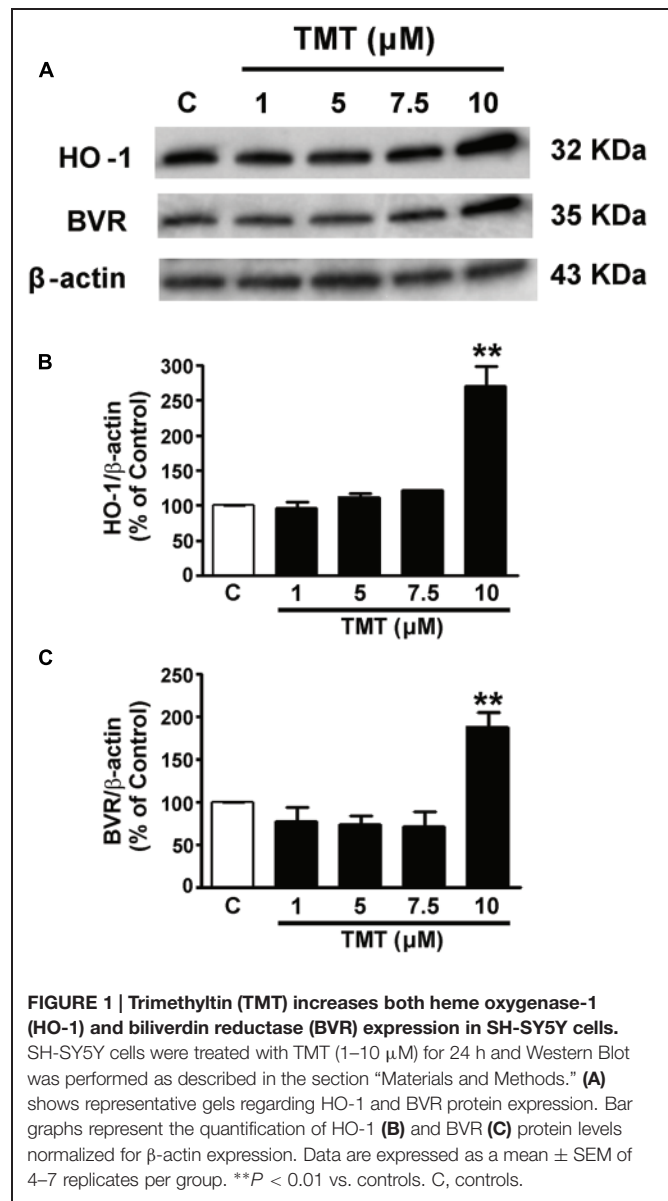 TMT (µM)
A
C 1 5 7.5 10
HO -1 32 KDa
BVR 35 KDa
β-actin 43 KDa
B
**
300
250
200
150
100
50
0
HO-1/β-actin
(% of Control)
C 1 5 7.5 10
TMT (µM)
C
**
250
200
150
100
50
0
BVR/β-actin
(% of Control)
C 1 5 7.5 10
TMT (µM)
FIGURE 1 | Trimethyltin (TMT) increases both heme oxygenase-1
(HO-1) and biliverdin reductase (BVR) expression in SH-SY5Y cells.
SH-SY5Y cells were treated with TMT (1–10 µM) for 24 h and Western Blot
was performed as described in the section “Materials and Methods.” (A)
shows representative gels regarding HO-1 and BVR protein expression. Bar
graphs represent the quantification of HO-1 (B) and BVR (C) protein levels
normalized for β-actin expression. Data are expressed as a mean ± SEM of
4–7 replicates per group. **P < 0.01 vs. controls. C, controls.